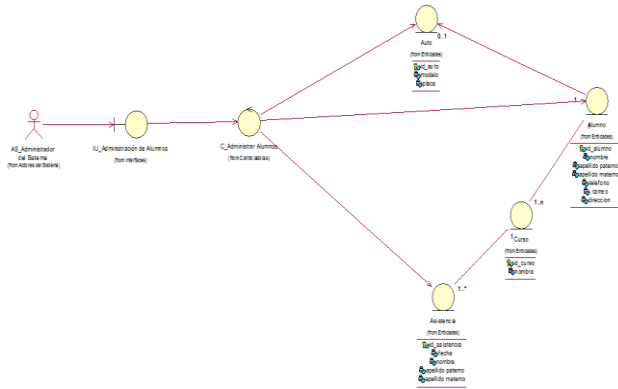 0..1
Auto
(from Entidades)
id_auto
modelo
placa
1
Alumno
(from Entidades)
id_alumno
nombre
apellido paterno
apellido materno
telefono
correo
direccion
AS_Administrador
del Sistema
(from Actores del Sistema)
IU_Administración de Alumnos
(from Interfaces)
C_Administrar Alumnos
(from Controladores)
1..n
1
Curso
(from Entidades)
id_curso
nombre
1..*
Asistencia
(from Entidades)
id_asistencia
fecha
nombre
apellido paterno
apellido materno